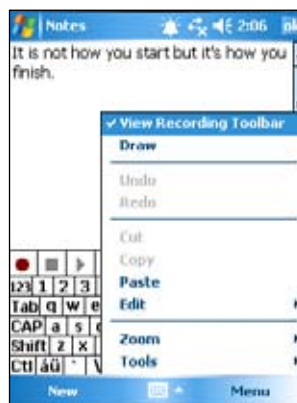 Notes 2:06 ok
It is not how you start but it's how you
finish.
View Recording Toolbar
Draw
Undo
Redo
Cut
Copy
Paste
Edit
Zoom
Tools
123 1 2 3
Tab q w e
CAP a s
Shift z x
Ctl áü `
New Menu